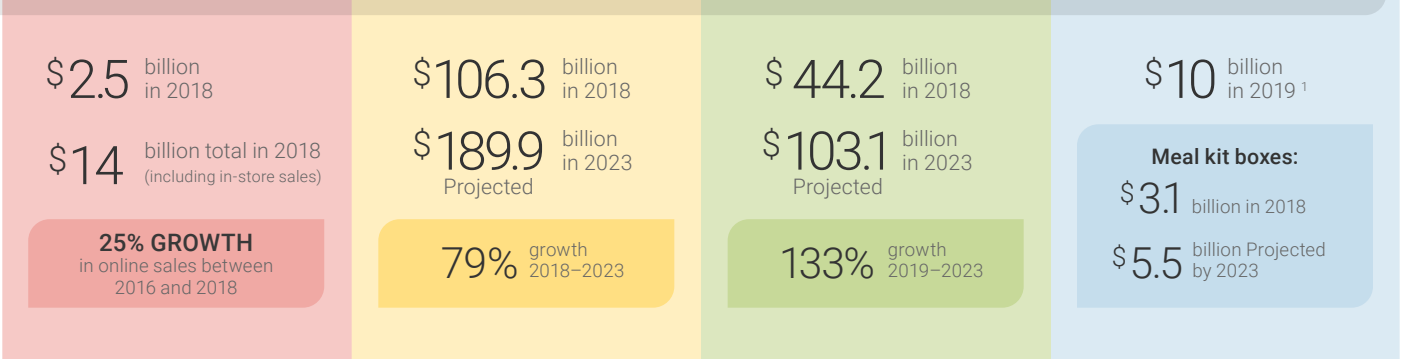 $2.5 billion
in 2018
$14 billion total in 2018
(including in-store sales)
25% GROWTH
in online sales between
2016 and 2018
$106.3 billion
in 2018
$189.9 billion
in 2023
Projected
79% growth
2018–2023
$44.2 billion
in 2018
$103.1 billion
in 2023
Projected
133% growth
2019–2023
$10 billion
in 2019 1
Meal kit boxes:
$3.1 billion in 2018
$5.5 billion Projected
by 2023